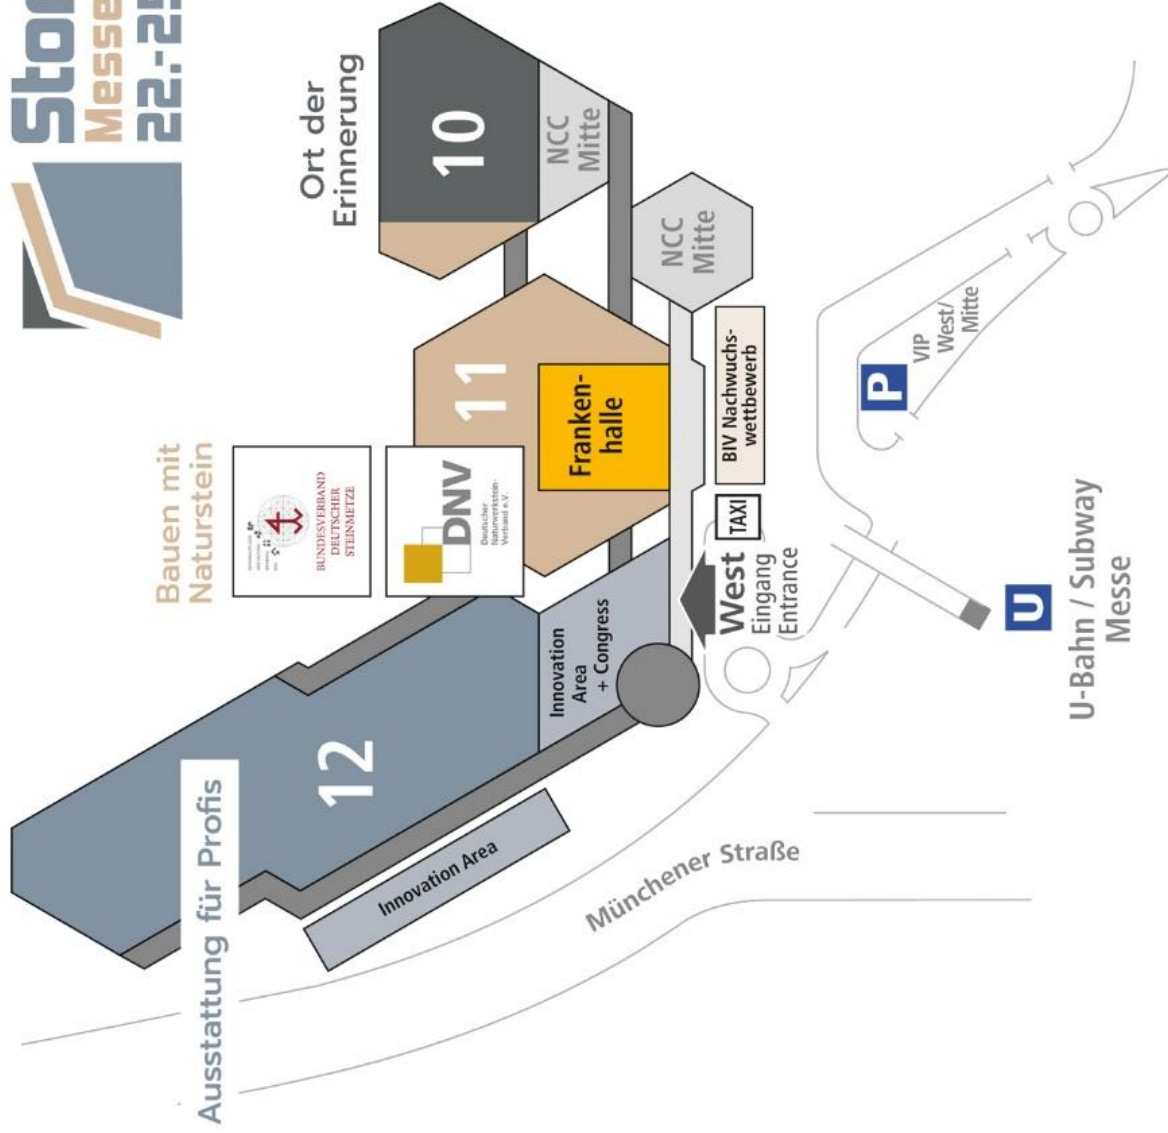 Ston
Messe
22.-25
Ort der
Erinnerung
10
NCC
Mitte
NCC
Mitte
Bauen mit
Naturstein
BUNDESVERBAND
DEUTSCHER
STEINMETZE
DNV
Deutscher
Naturwerkstein-
Verband e.V.
11
Franken-
halle
BIV Nachwuchs-
wettbewerb
TAXI
West
Eingang
Entrance
P
VIP
West/
Mitte
U
U-Bahn / Subway
Messe
Ausstattung für Profis
12
Innovation
Area
+ Congress
Innovation Area
Münchener Straße